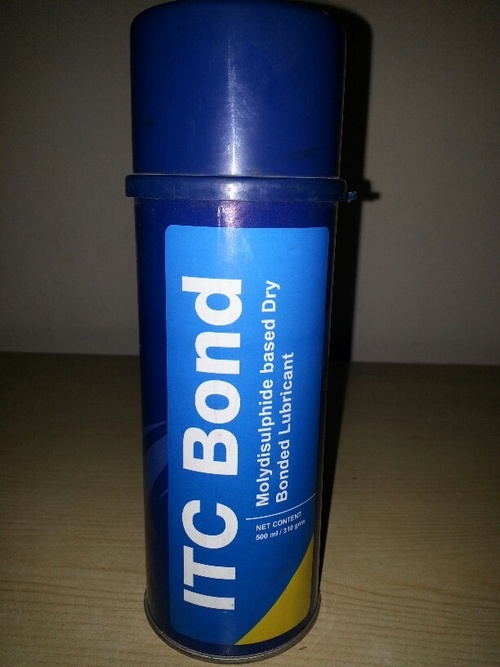 ITC Bond
Molydisulphide based Dry
Bonded Lubricant
NET CONTENT
500 ml / 310 gms